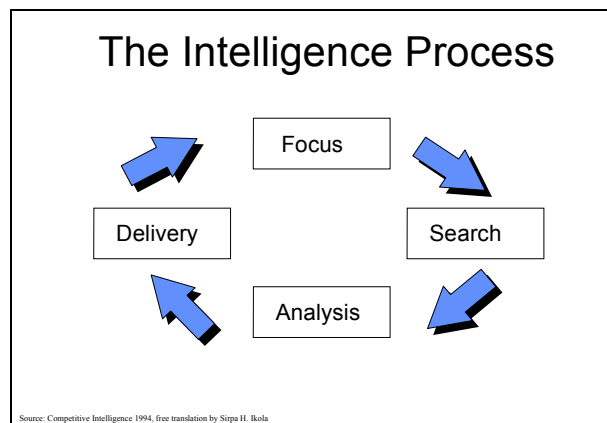 The Intelligence Process
Focus
Delivery
Search
Analysis
Source: Competitive Intelligence 1994, free translation by Sirpa H. Ikola